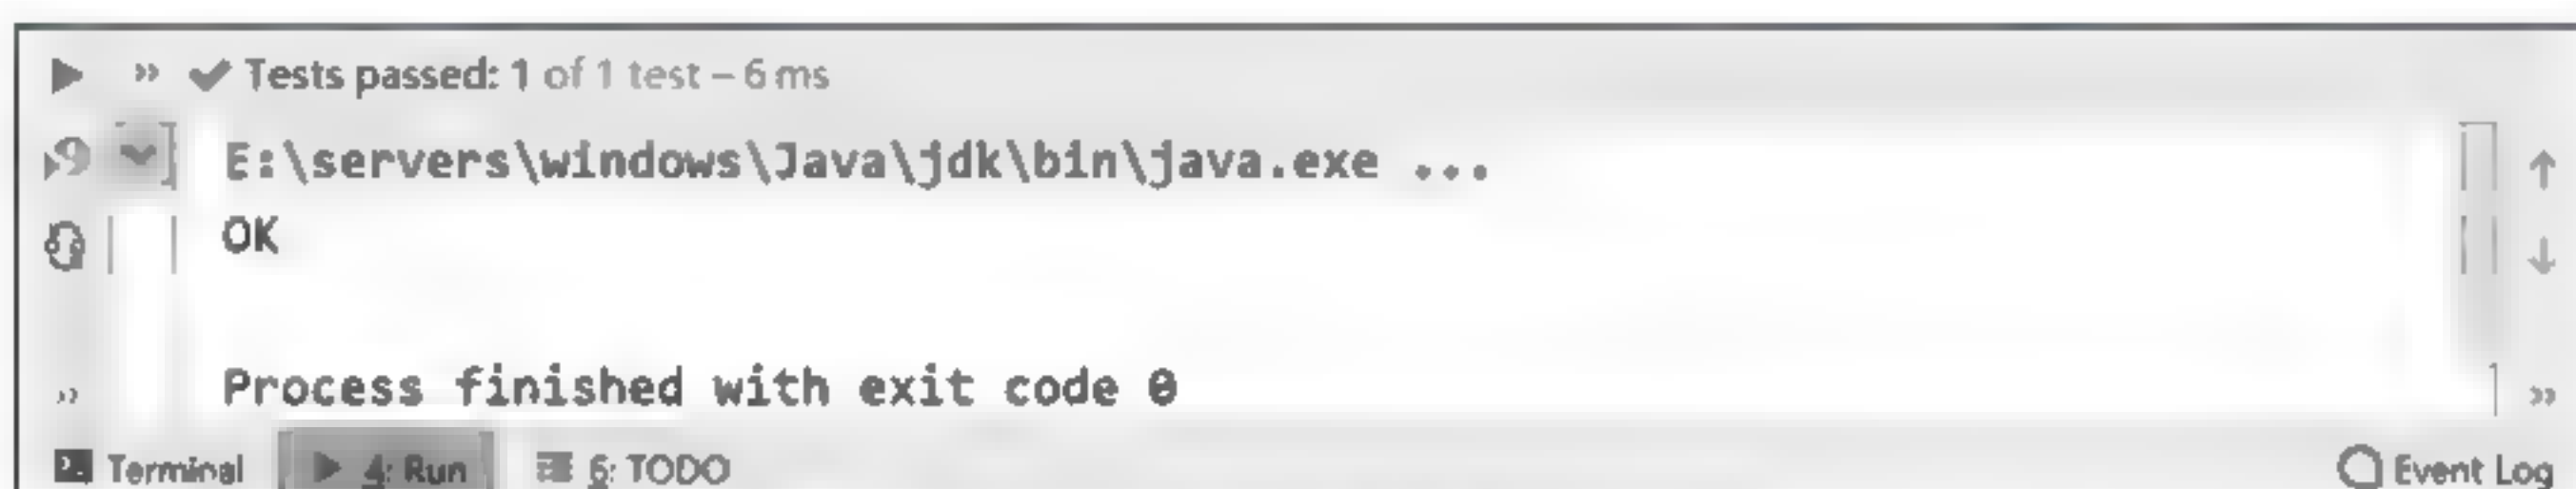 Tests passed: 1 of 1 test – 6 ms
E:\servers\windows\Java\jdk\bin\java.exe ...
OK
Process finished with exit code 0
Terminal 4: Run 6: TODO Event Log